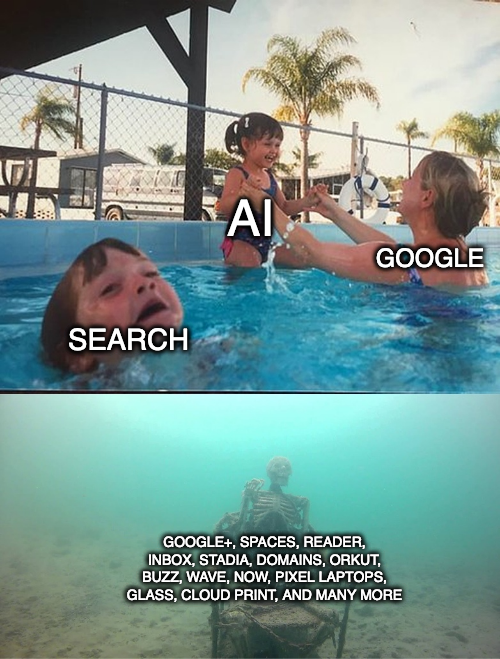 AI
GOOGLE
SEARCH
GOOGLE+, SPACES, READER,
INBOX, STADIA, DOMAINS, ORKUT,
BUZZ, WAVE, NOW, PIXEL LAPTOPS,
GLASS, CLOUD PRINT, AND MANY MORE